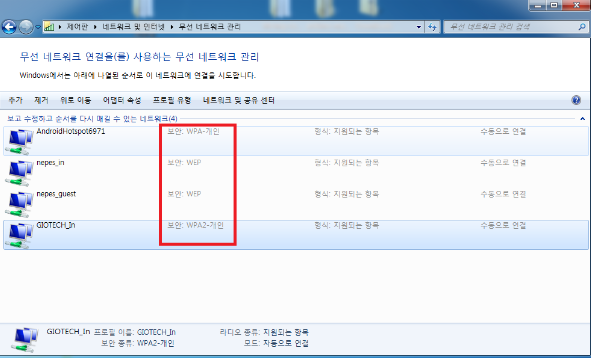 제어판 ▸ 네트워크 및 인터넷 ▸ 무선 네트워크 관리
무선 네트워크 관리 검색
무선 네트워크 연결을(를) 사용하는 무선 네트워크 관리
Windows에서는 아래에 나열된 순서로 이 네트워크에 연결을 시도합니다.
추가 제거 위로 이동 어댑터 속성 프로필 유형 네트워크 및 공유 센터
보고 수정하고 순서를 다시 매길 수 있는 네트워크(4)
AndroidHotspot6971 보안: WPA-개인 형식: 지원되는 항목 수동으로 연결
nepes_in 보안: WEP 형식: 지원되는 항목 수동으로 연결
nepes_guest 보안: WEP 형식: 지원되는 항목 수동으로 연결
GIOTECH_In 보안: WPA2-개인 형식: 지원되는 항목 수동으로 연결
GIOTECH_In 프로필 이름: GIOTECH_In 라디오 종류: 지원되는 항목
보안 종류: WPA2-개인 모드: 자동으로 연결